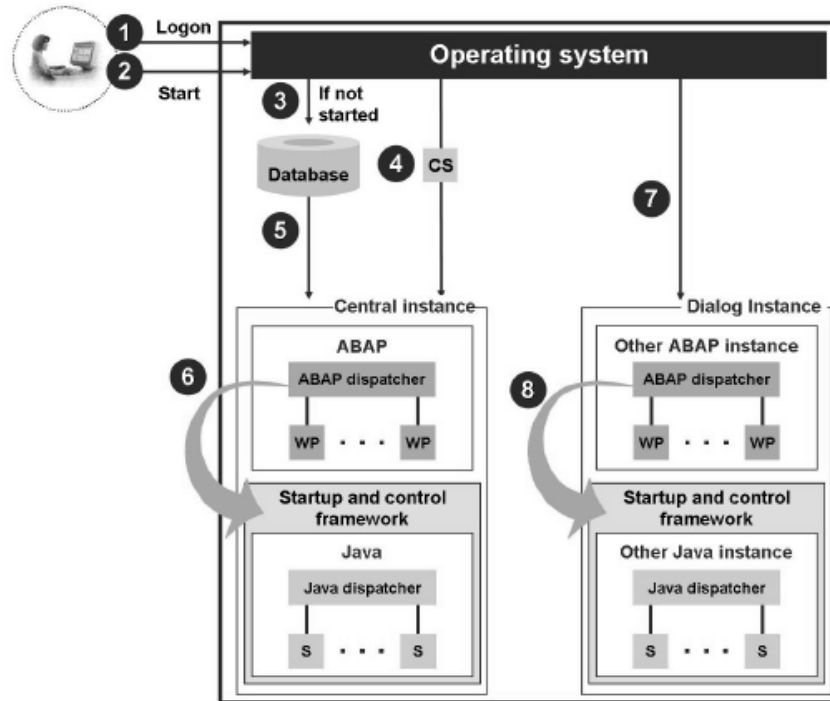 1 Logon
Operating system
2
Start
3 If not
started
Database
4 CS
5
7
Central instance
ABAP
6 ABAP dispatcher
WP . . . WP
Startup and control
framework
Java
Java dispatcher
S . . . S
Dialog Instance
Other ABAP instance
8 ABAP dispatcher
WP . . . WP
Startup and control
framework
Other Java instance
Java dispatcher
S . . . S